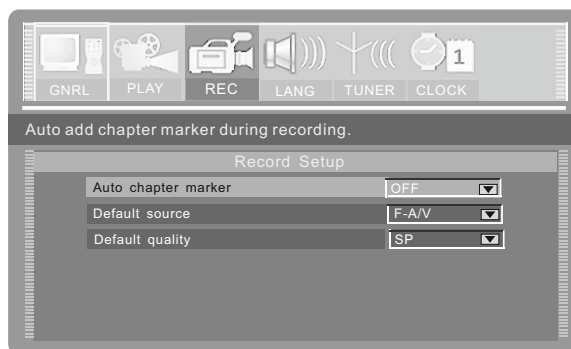 1
GNRL PLAY REC LANG TUNER CLOCK
Auto add chapter marker during recording.
Record Setup
Auto chapter marker OFF
Default source F-A/V
Default quality SP